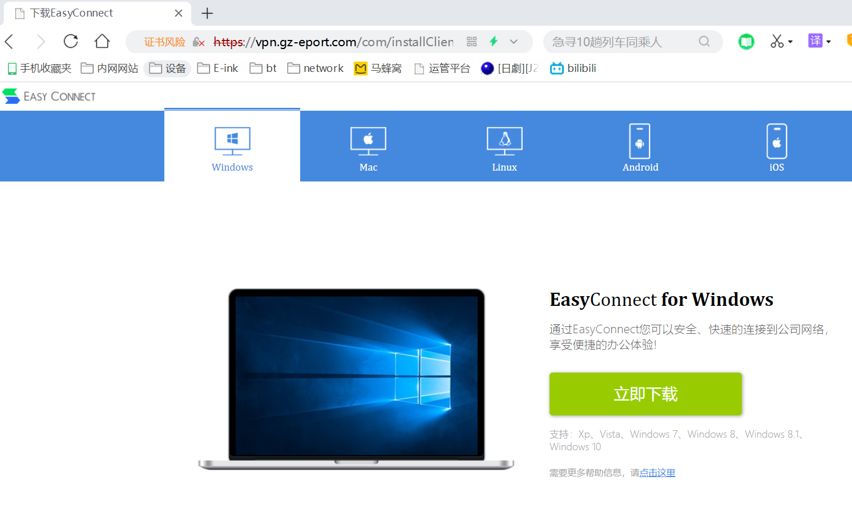 下载EasyConnect
证书风险 https://vpn.gz-eport.com/com/installClien
急寻10趟列车同乘人
译
手机收藏夹 内网网站 设备 E-ink bt network 马蜂窝 运管平台 [日劇][J2 bilibili
EASY CONNECT
Windows Mac Linux Android iOS
EasyConnect for Windows
通过EasyConnect您可以安全、快速的连接到公司网络，
享受便捷的办公体验!
立即下载
支持：Xp、Vista、Windows 7、Windows 8、Windows 8.1、
Windows 10
需要更多帮助信息，请点击这里